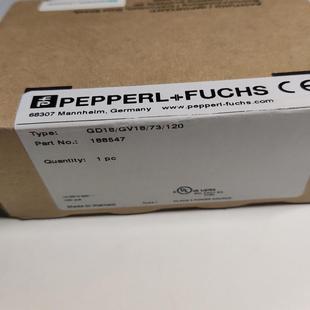 PEPPERL+FUCHS CE
68307 Mannheim, Germany www.pepperl-fuchs.com
Type: GD18/GV18/73/120
Part No.: 188547
Quantity: 1 pc